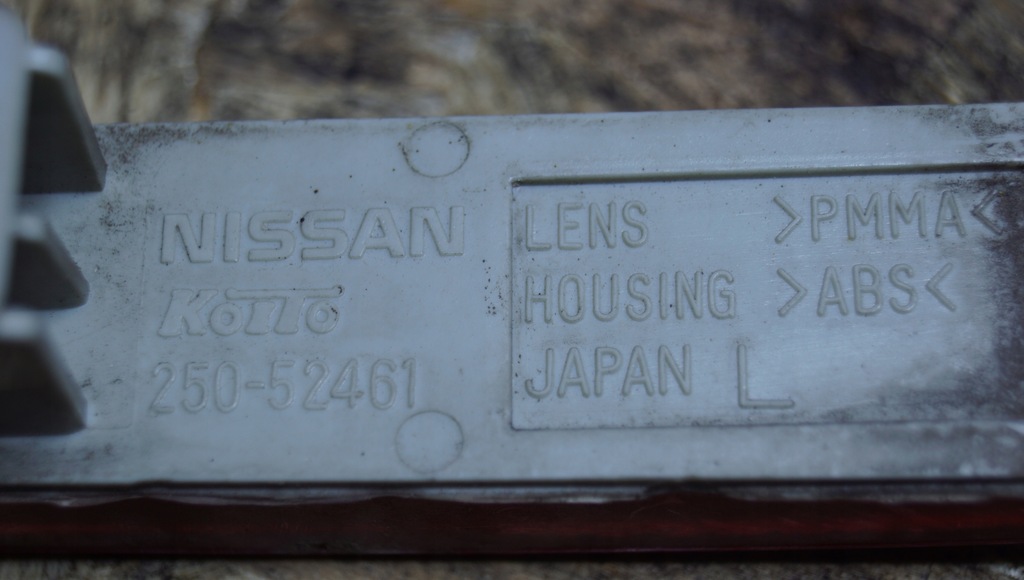 NISSAN
KOITO
250-52461
LENS >PMMA<
HOUSING >ABS<
JAPAN L